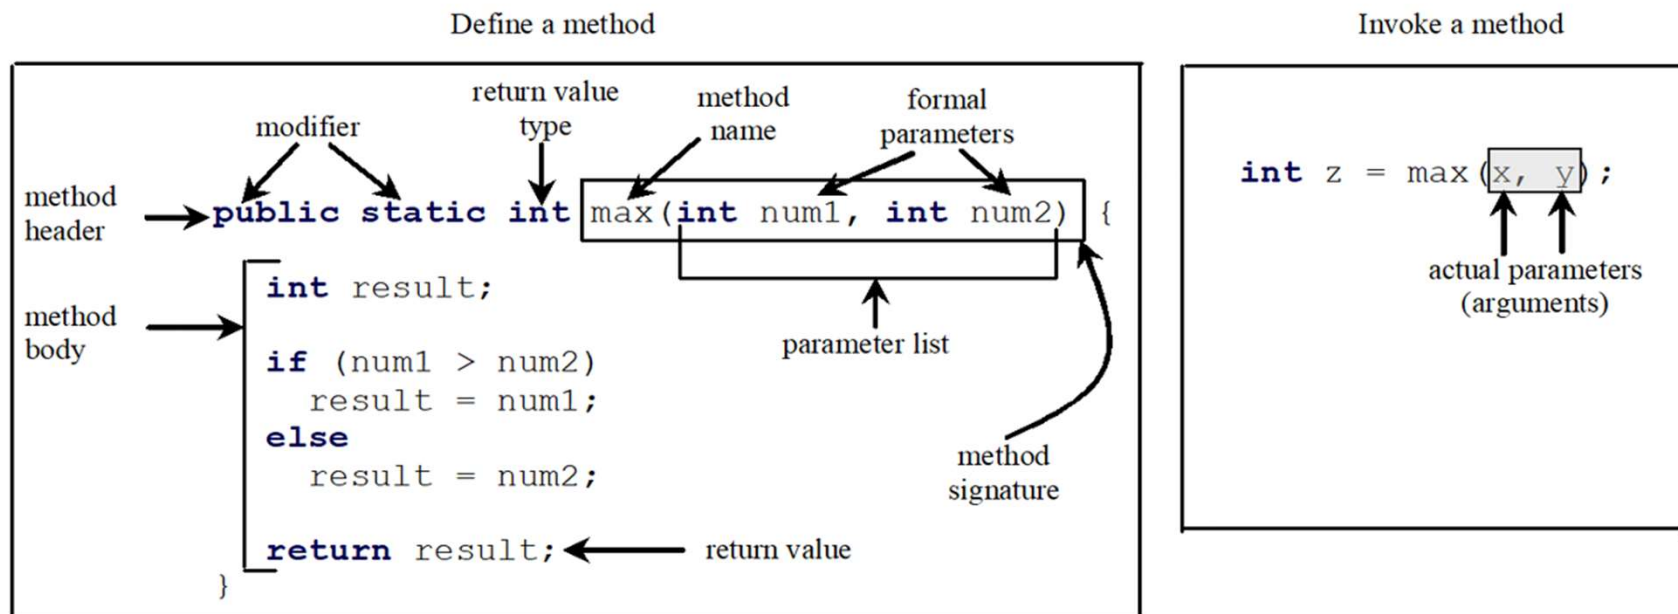 Define a method
Invoke a method
return value
type
method
name
formal
parameters
modifier
method
header
public static int max(int num1, int num2) {
int result;
method
body
if (num1 > num2)
result = num1;
else
result = num2;
return result;
}
parameter list
method
signature
return value
int z = max(x, y);
actual parameters
(arguments)